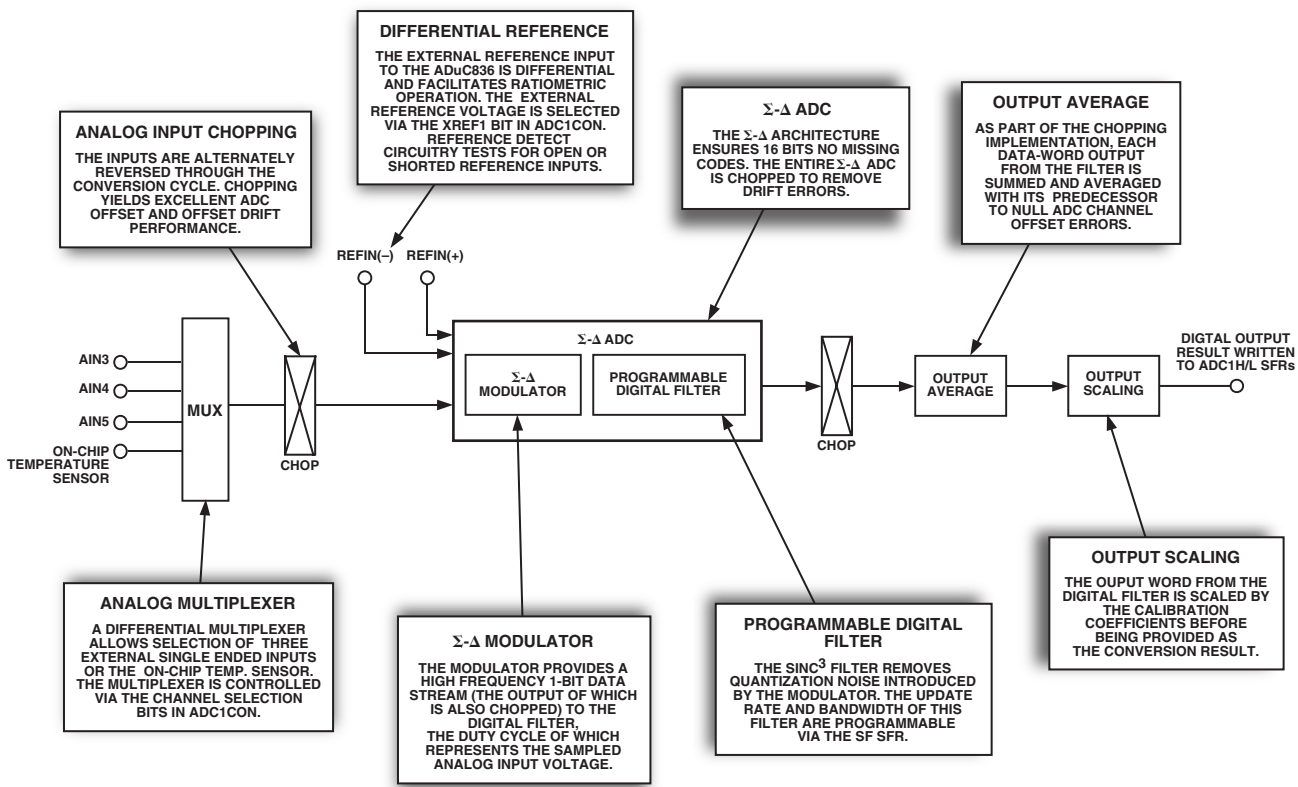 DIFFERENTIAL REFERENCE
THE EXTERNAL REFERENCE INPUT
TO THE ADuC836 IS DIFFERENTIAL
AND FACILITATES RATIOMETRIC
OPERATION. THE EXTERNAL
REFERENCE VOLTAGE IS SELECTED
VIA THE XREF1 BIT IN ADC1CON.
REFERENCE DETECT
CIRCUITRY TESTS FOR OPEN OR
SHORTED REFERENCE INPUTS.
ANALOG INPUT CHOPPING
THE INPUTS ARE ALTERNATELY
REVERSED THROUGH THE
CONVERSION CYCLE. CHOPPING
YIELDS EXCELLENT ADC
OFFSET AND OFFSET DRIFT
PERFORMANCE.
Σ-Δ ADC
THE Σ-Δ ARCHITECTURE
ENSURES 16 BITS NO MISSING
CODES. THE ENTIRE Σ-Δ ADC
IS CHOPPED TO REMOVE
DRIFT ERRORS.
OUTPUT AVERAGE
AS PART OF THE CHOPPING
IMPLEMENTATION, EACH
DATA-WORD OUTPUT
FROM THE FILTER IS
SUMMED AND AVERAGED
WITH ITS PREDECESSOR
TO NULL ADC CHANNEL
OFFSET ERRORS.
REFIN(–) REFIN(+)
AIN3
AIN4
AIN5
ON-CHIP
TEMPERATURE
SENSOR
MUX
CHOP
Σ-Δ ADC
Σ-Δ
MODULATOR
PROGRAMMABLE
DIGITAL FILTER
CHOP
OUTPUT
AVERAGE
OUTPUT
SCALING
DIGTAL OUTPUT
RESULT WRITTEN
TO ADC1H/L SFRs
ANALOG MULTIPLEXER
A DIFFERENTIAL MULTIPLEXER
ALLOWS SELECTION OF THREE
EXTERNAL SINGLE ENDED INPUTS
OR THE ON-CHIP TEMP. SENSOR.
THE MULTIPLEXER IS CONTROLLED
VIA THE CHANNEL SELECTION
BITS IN ADC1CON.
Σ-Δ MODULATOR
THE MODULATOR PROVIDES A
HIGH FREQUENCY 1-BIT DATA
STREAM (THE OUTPUT OF WHICH
IS ALSO CHOPPED) TO THE
DIGITAL FILTER,
THE DUTY CYCLE OF WHICH
REPRESENTS THE SAMPLED
ANALOG INPUT VOLTAGE.
PROGRAMMABLE DIGITAL
FILTER
THE SINC³ FILTER REMOVES
QUANTIZATION NOISE INTRODUCED
BY THE MODULATOR. THE UPDATE
RATE AND BANDWIDTH OF THIS
FILTER ARE PROGRAMMABLE
VIA THE SF SFR.
OUTPUT SCALING
THE OUPUT WORD FROM THE
DIGITAL FILTER IS SCALED BY
THE CALIBRATION
COEFFICIENTS BEFORE
BEING PROVIDED AS
THE CONVERSION RESULT.